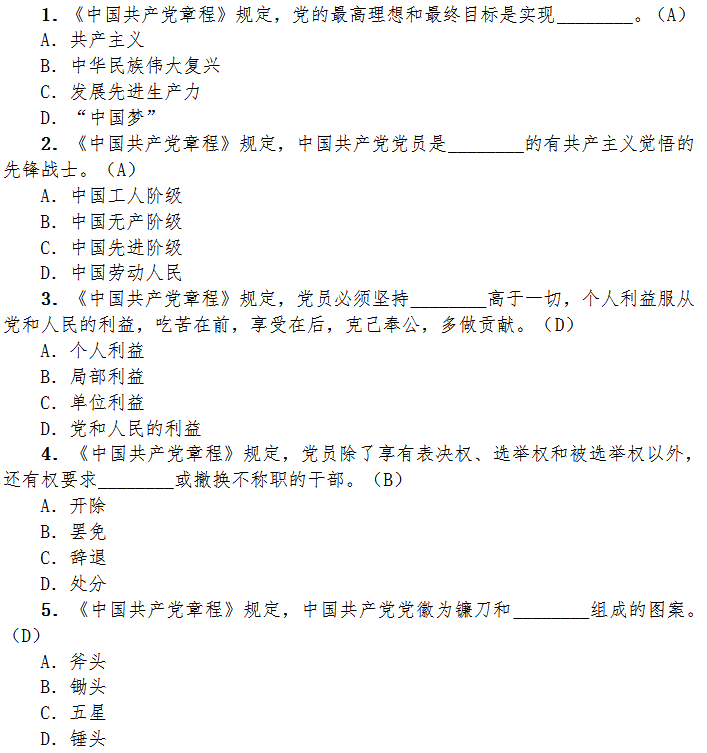 1. 《中国共产党章程》规定，党的最高理想和最终目标是实现________。（A）
A. 共产主义
B. 中华民族伟大复兴
C. 发展先进生产力
D. “中国梦”
2. 《中国共产党章程》规定，中国共产党党员是________的有共产主义觉悟的
先锋战士。（A）
A. 中国工人阶级
B. 中国无产阶级
C. 中国先进阶级
D. 中国劳动人民
3. 《中国共产党章程》规定，党员必须坚持________高于一切，个人利益服从
党和人民的利益，吃苦在前，享受在后，克己奉公，多做贡献。（D）
A. 个人利益
B. 局部利益
C. 单位利益
D. 党和人民的利益
4. 《中国共产党章程》规定，党员除了享有表决权、选举权和被选举权以外，
还有权要求________或撤换不称职的干部。（B）
A. 开除
B. 罢免
C. 辞退
D. 处分
5. 《中国共产党章程》规定，中国共产党党徽为镰刀和________组成的图案。
（D）
A. 斧头
B. 锄头
C. 五星
D. 锤头